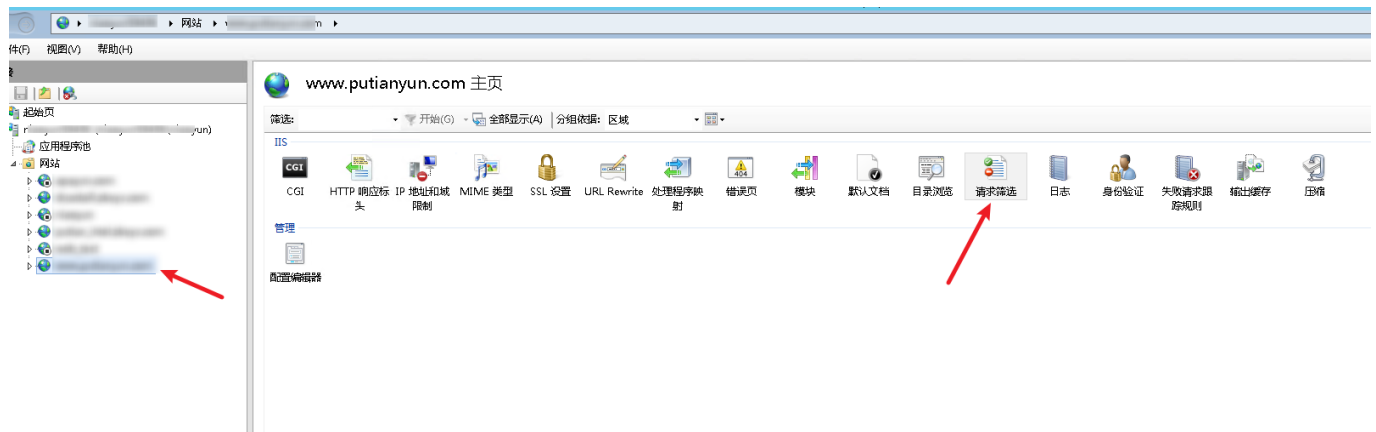 网站
件(F) 视图(V) 帮助(H)
www.putianyun.com 主页
起始页
yun)
应用程序池
网站
筛选: 开始(G) 全部显示(A) 分组依据: 区域
IIS
CGI
404
CGI HTTP 响应标头 IP 地址和域限制 MIME 类型 SSL 设置 URL Rewrite 处理程序映射 错误页 模块 默认文档 目录浏览 请求筛选 日志 身份验证 失败请求跟踪规则 输出缓存 压缩
管理
配置编辑器